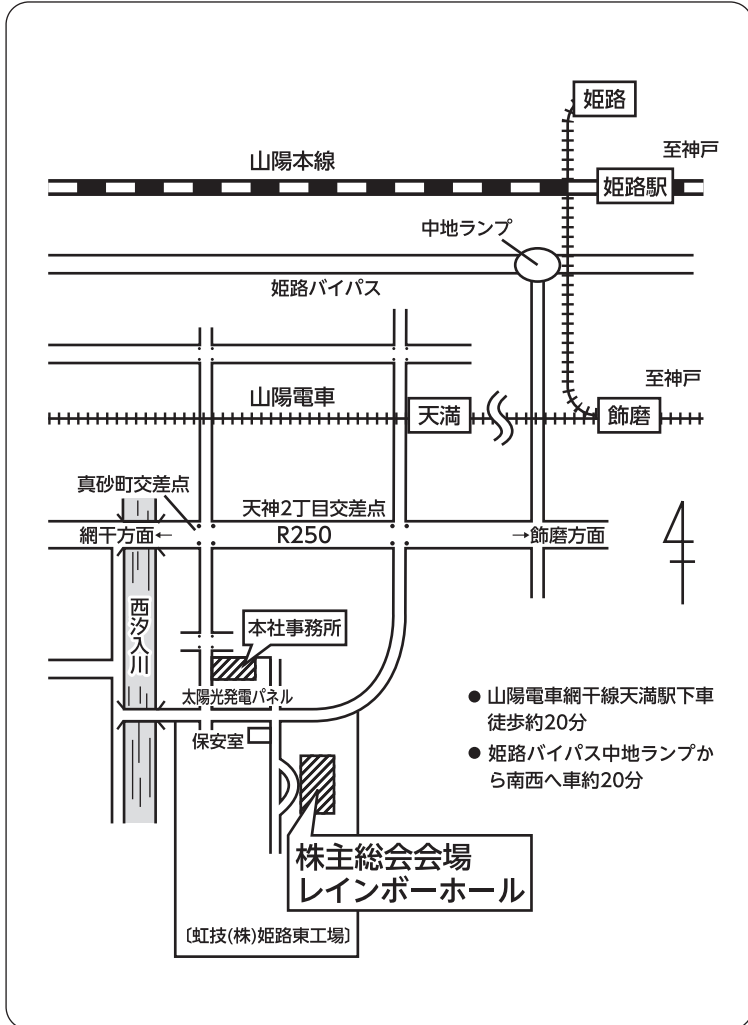 姫路
至神戸
山陽本線
姫路駅
中地ランプ
姫路バイパス
至神戸
山陽電車
天満
飾磨
真砂町交差点
天神2丁目交差点
網干方面←
R250
→飾磨方面
西汐入川
本社事務所
太陽光発電パネル
保安室
● 山陽電車網干線天満駅下車
徒歩約20分
● 姫路バイパス中地ランプか
ら南西へ車約20分
株主総会会場
レインボーホール
〔虹技(株)姫路東工場〕